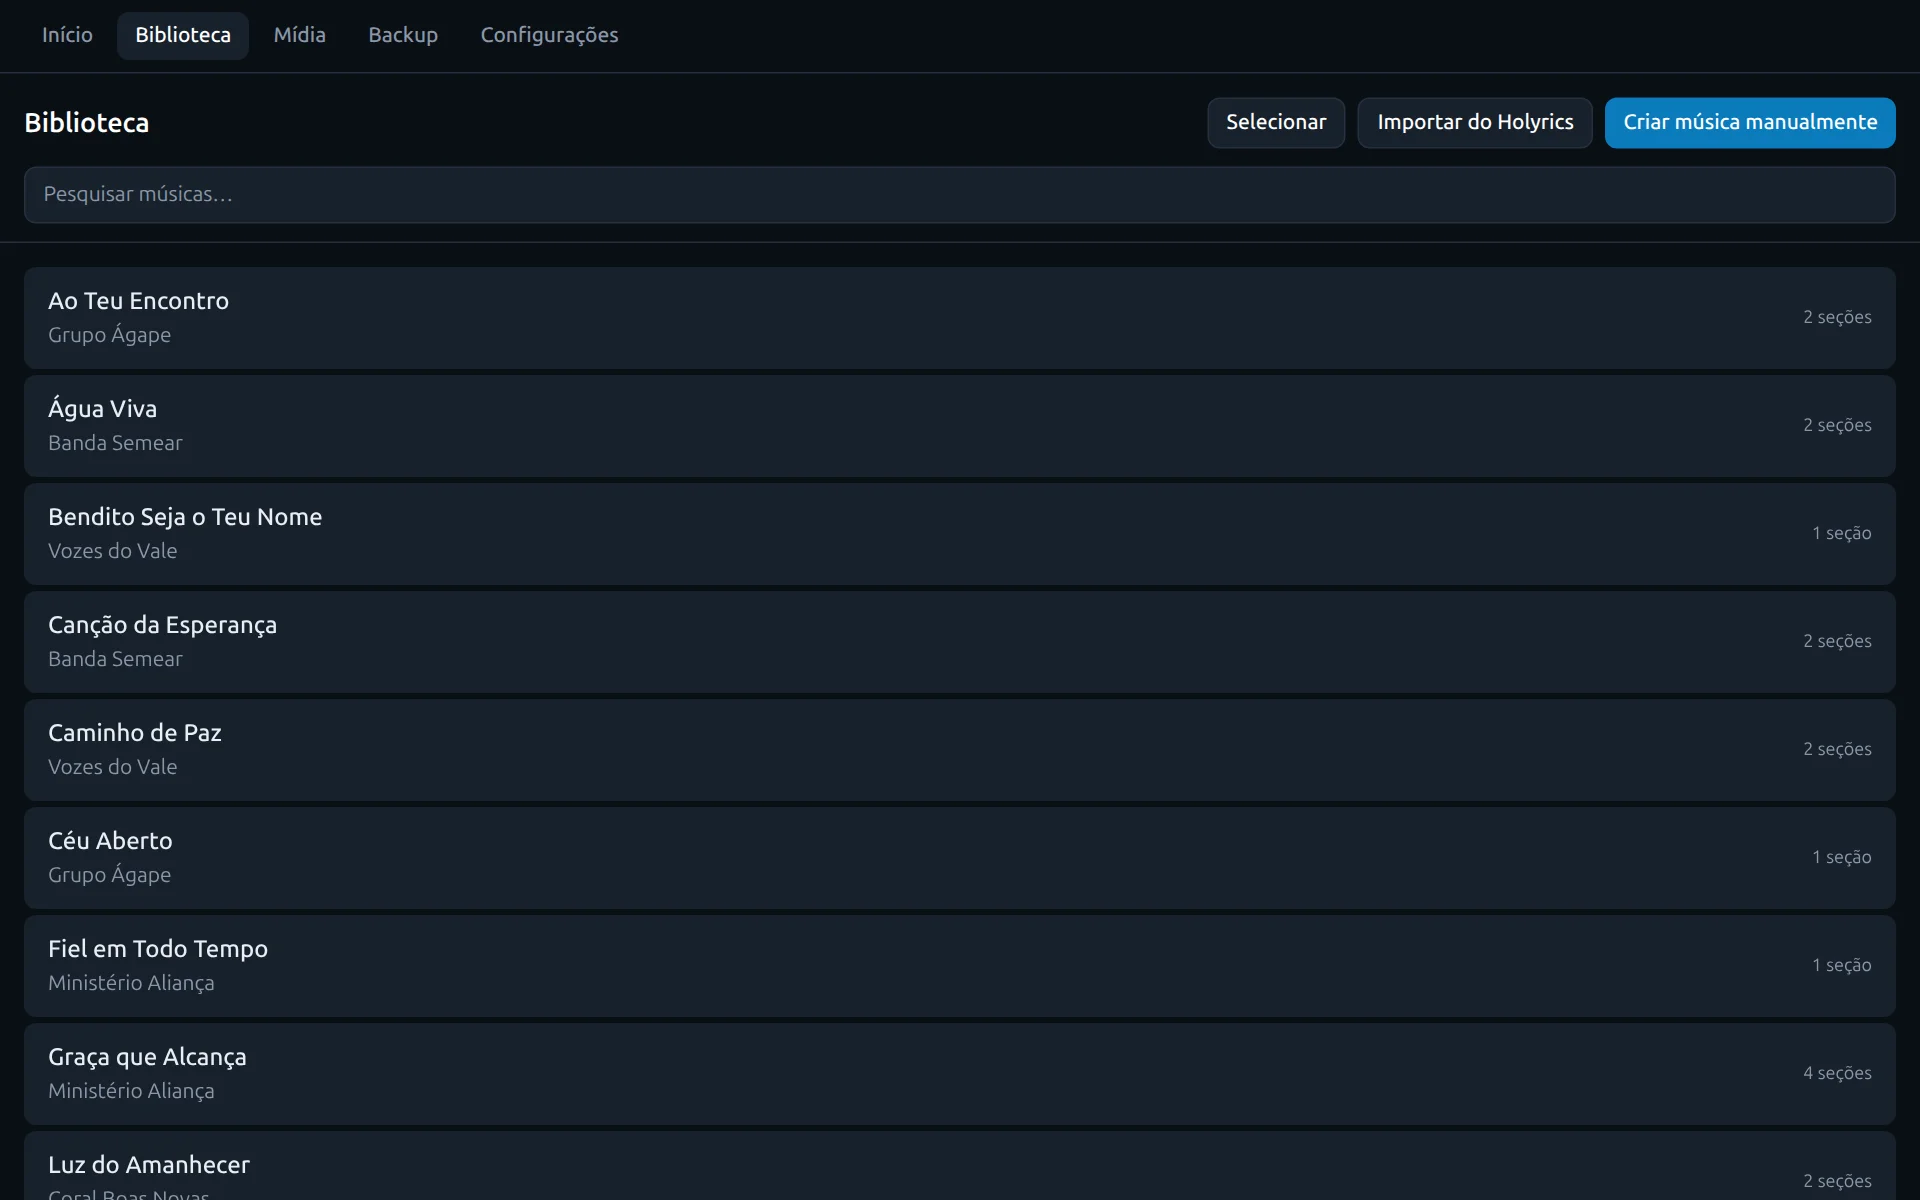 Início Biblioteca Mídia Backup Configurações
Biblioteca Selecionar Importar do Holyrics Criar música manualmente
Pesquisar músicas...
Ao Teu Encontro
Grupo Ágape
2 seções
Água Viva
Banda Semear
2 seções
Bendito Seja o Teu Nome
Vozes do Vale
1 seção
Canção da Esperança
Banda Semear
2 seções
Caminho de Paz
Vozes do Vale
2 seções
Céu Aberto
Grupo Ágape
1 seção
Fiel em Todo Tempo
Ministério Aliança
1 seção
Graça que Alcança
Ministério Aliança
4 seções
Luz do Amanhecer
Coral Boas Novas
2 seções